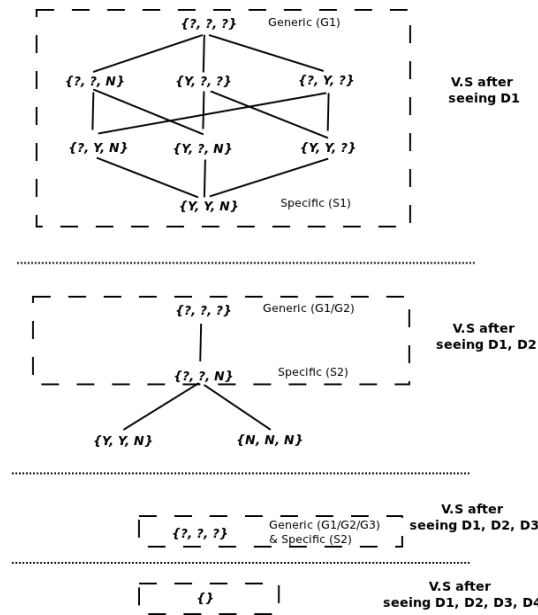 {?, ?, ?} Generic (G1)
{?, ?, N} {Y, ?, ?} {?, Y, ?}
V.S after
seeing D1
{?, Y, N} {Y, ?, N} {Y, Y, ?}
{Y, Y, N} Specific (S1)
{?, ?, ?} Generic (G1/G2)
V.S after
seeing D1, D2
{?, ?, N} Specific (S2)
{Y, Y, N} {N, N, N}
V.S after
seeing D1, D2, D3
{?, ?, ?} Generic (G1/G2/G3)
& Specific (S2)
V.S after
seeing D1, D2, D3, D4
{}